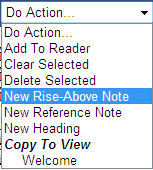 Do Action...
Do Action...
Add To Reader
Clear Selected
Delete Selected
New Rise-Above Note
New Reference Note
New Heading
Copy To View
Welcome